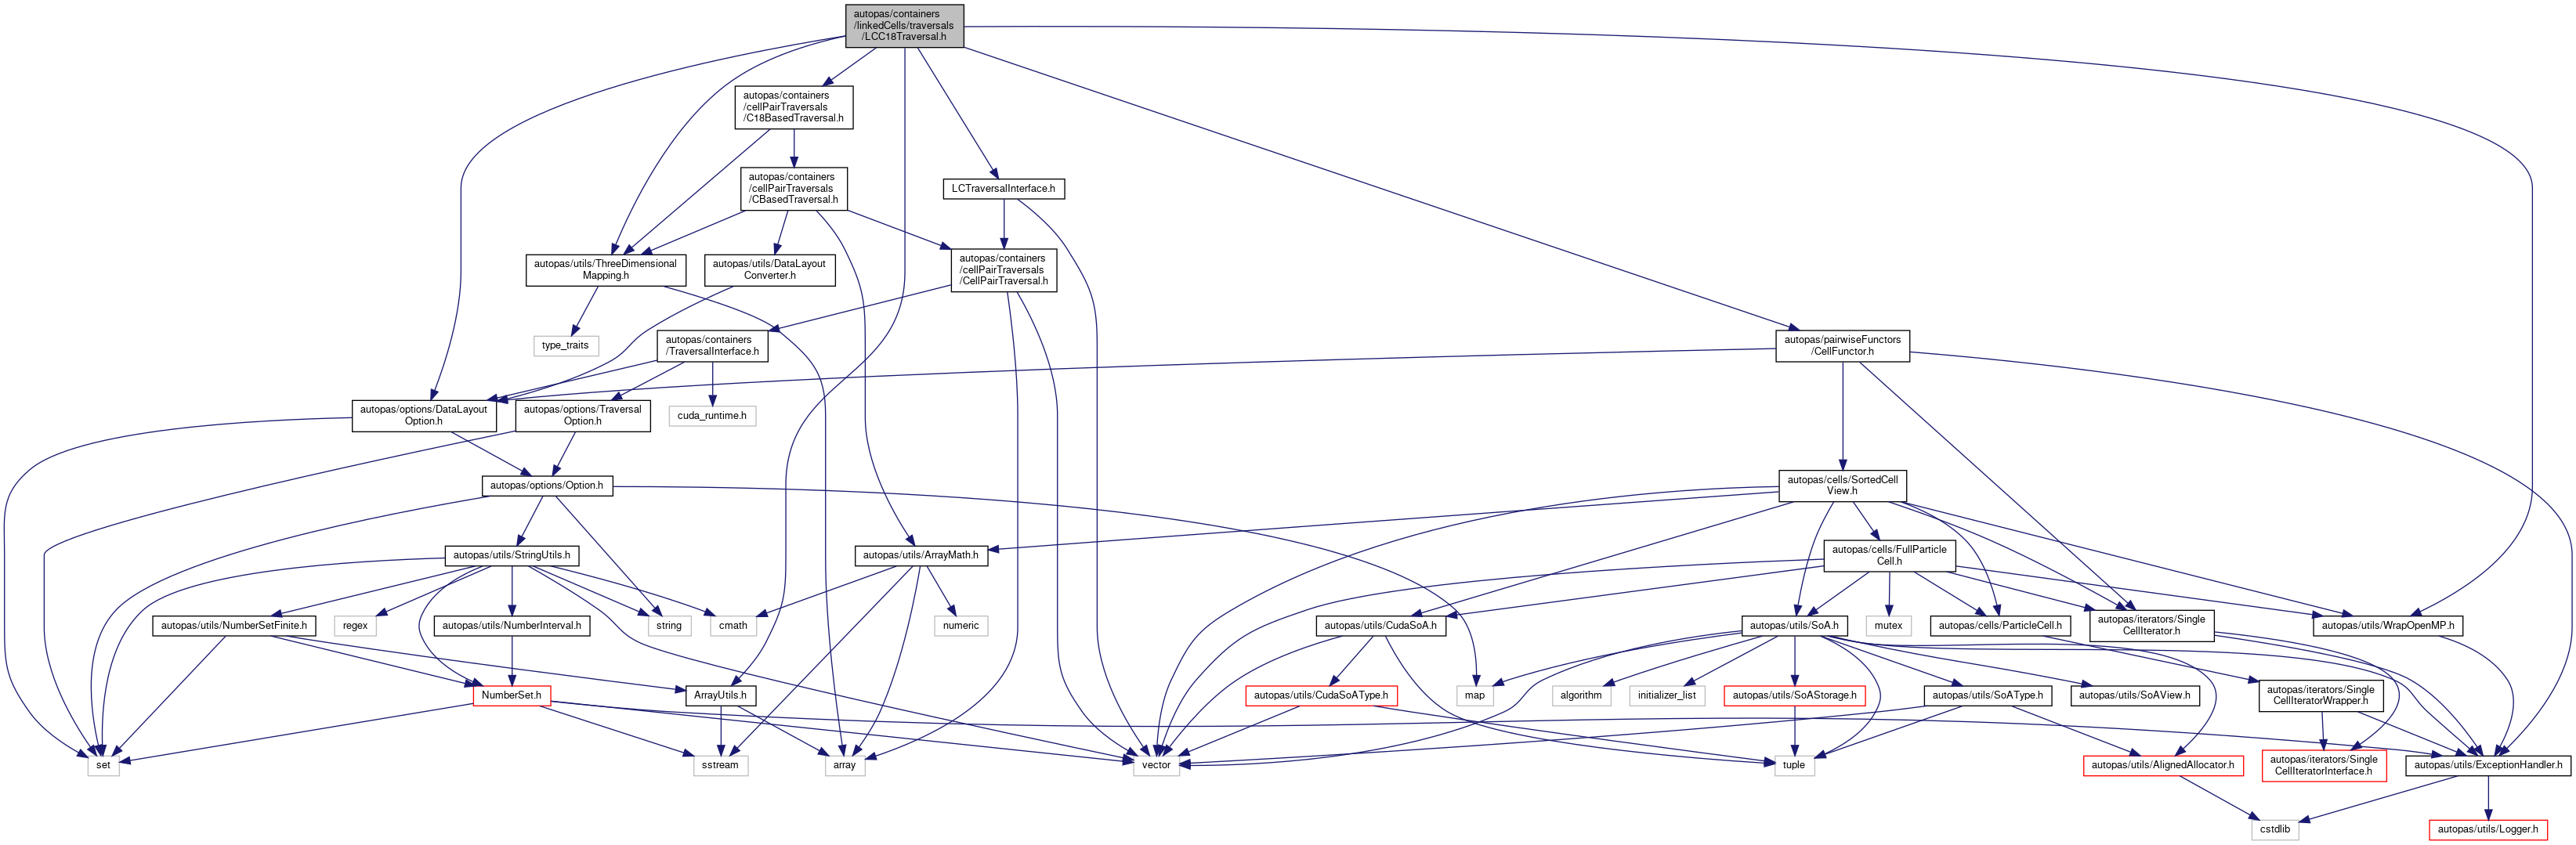 autopas/containers
/linkedCells/traversals
/LCC18Traversal.h
autopas/containers
/cellPairTraversals
/C18BasedTraversal.h
autopas/containers
/cellPairTraversals
/CBasedTraversal.h
LCTraversalInterface.h
autopas/utils/ThreeDimensional
Mapping.h
autopas/utils/DataLayout
Converter.h
autopas/containers
/cellPairTraversals
/CellPairTraversal.h
type_traits
autopas/containers
/TraversalInterface.h
autopas/pairwiseFunctors
/CellFunctor.h
autopas/options/DataLayout
Option.h
autopas/options/Traversal
Option.h
cuda_runtime.h
autopas/options/Option.h
autopas/cells/SortedCell
View.h
autopas/utils/StringUtils.h
autopas/utils/ArrayMath.h
autopas/cells/FullParticle
Cell.h
autopas/utils/NumberSetFinite.h
regex
autopas/utils/NumberInterval.h
string
cmath
numeric
autopas/utils/CudaSoA.h
autopas/utils/SoA.h
mutex
autopas/cells/ParticleCell.h
autopas/iterators/Single
CellIterator.h
autopas/utils/WrapOpenMP.h
NumberSet.h
ArrayUtils.h
autopas/utils/CudaSoAType.h
map
algorithm
initializer_list
autopas/utils/SoAStorage.h
autopas/utils/SoAType.h
autopas/utils/SoAView.h
autopas/iterators/Single
CellIteratorWrapper.h
set
sstream
array
vector
tuple
autopas/utils/AlignedAllocator.h
autopas/iterators/Single
CellIteratorInterface.h
autopas/utils/ExceptionHandler.h
cstdlib
autopas/utils/Logger.h